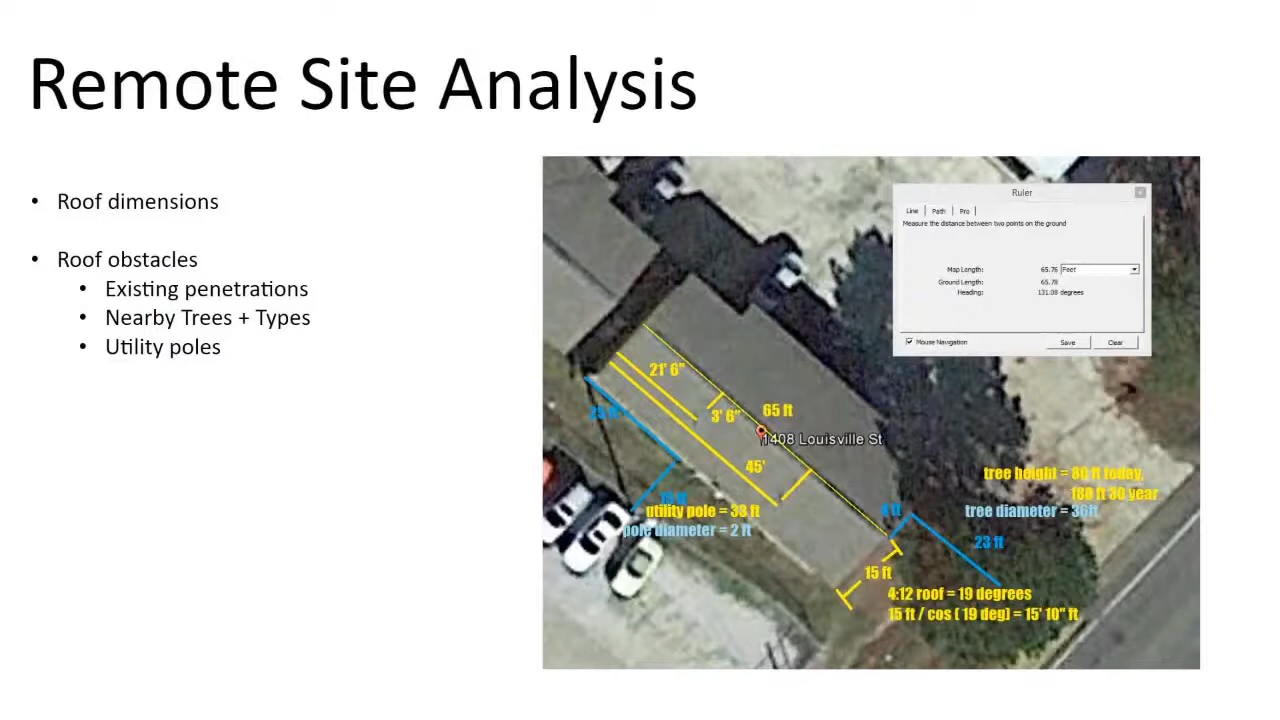 Remote Site Analysis
• Roof dimensions
• Roof obstacles
• Existing penetrations
• Nearby Trees + Types
• Utility poles
Ruler
Line
Path
Pro
Measure the distance between two points on the ground
Map Length: 65.76 Feet
Ground Length: 65.78
Heading: 131.08 degrees
Mouse Navigation
Save
Clear
21' 6"
3' 6"
65 ft
1408 Louisville St
45'
utility pole = 33 ft
pole diameter = 2 ft
tree height = 80 ft today,
180 ft 30 year
tree diameter = 36ft
23 ft
15 ft
4:12 roof = 19 degrees
15 ft / cos ( 19 deg) = 15' 10" ft